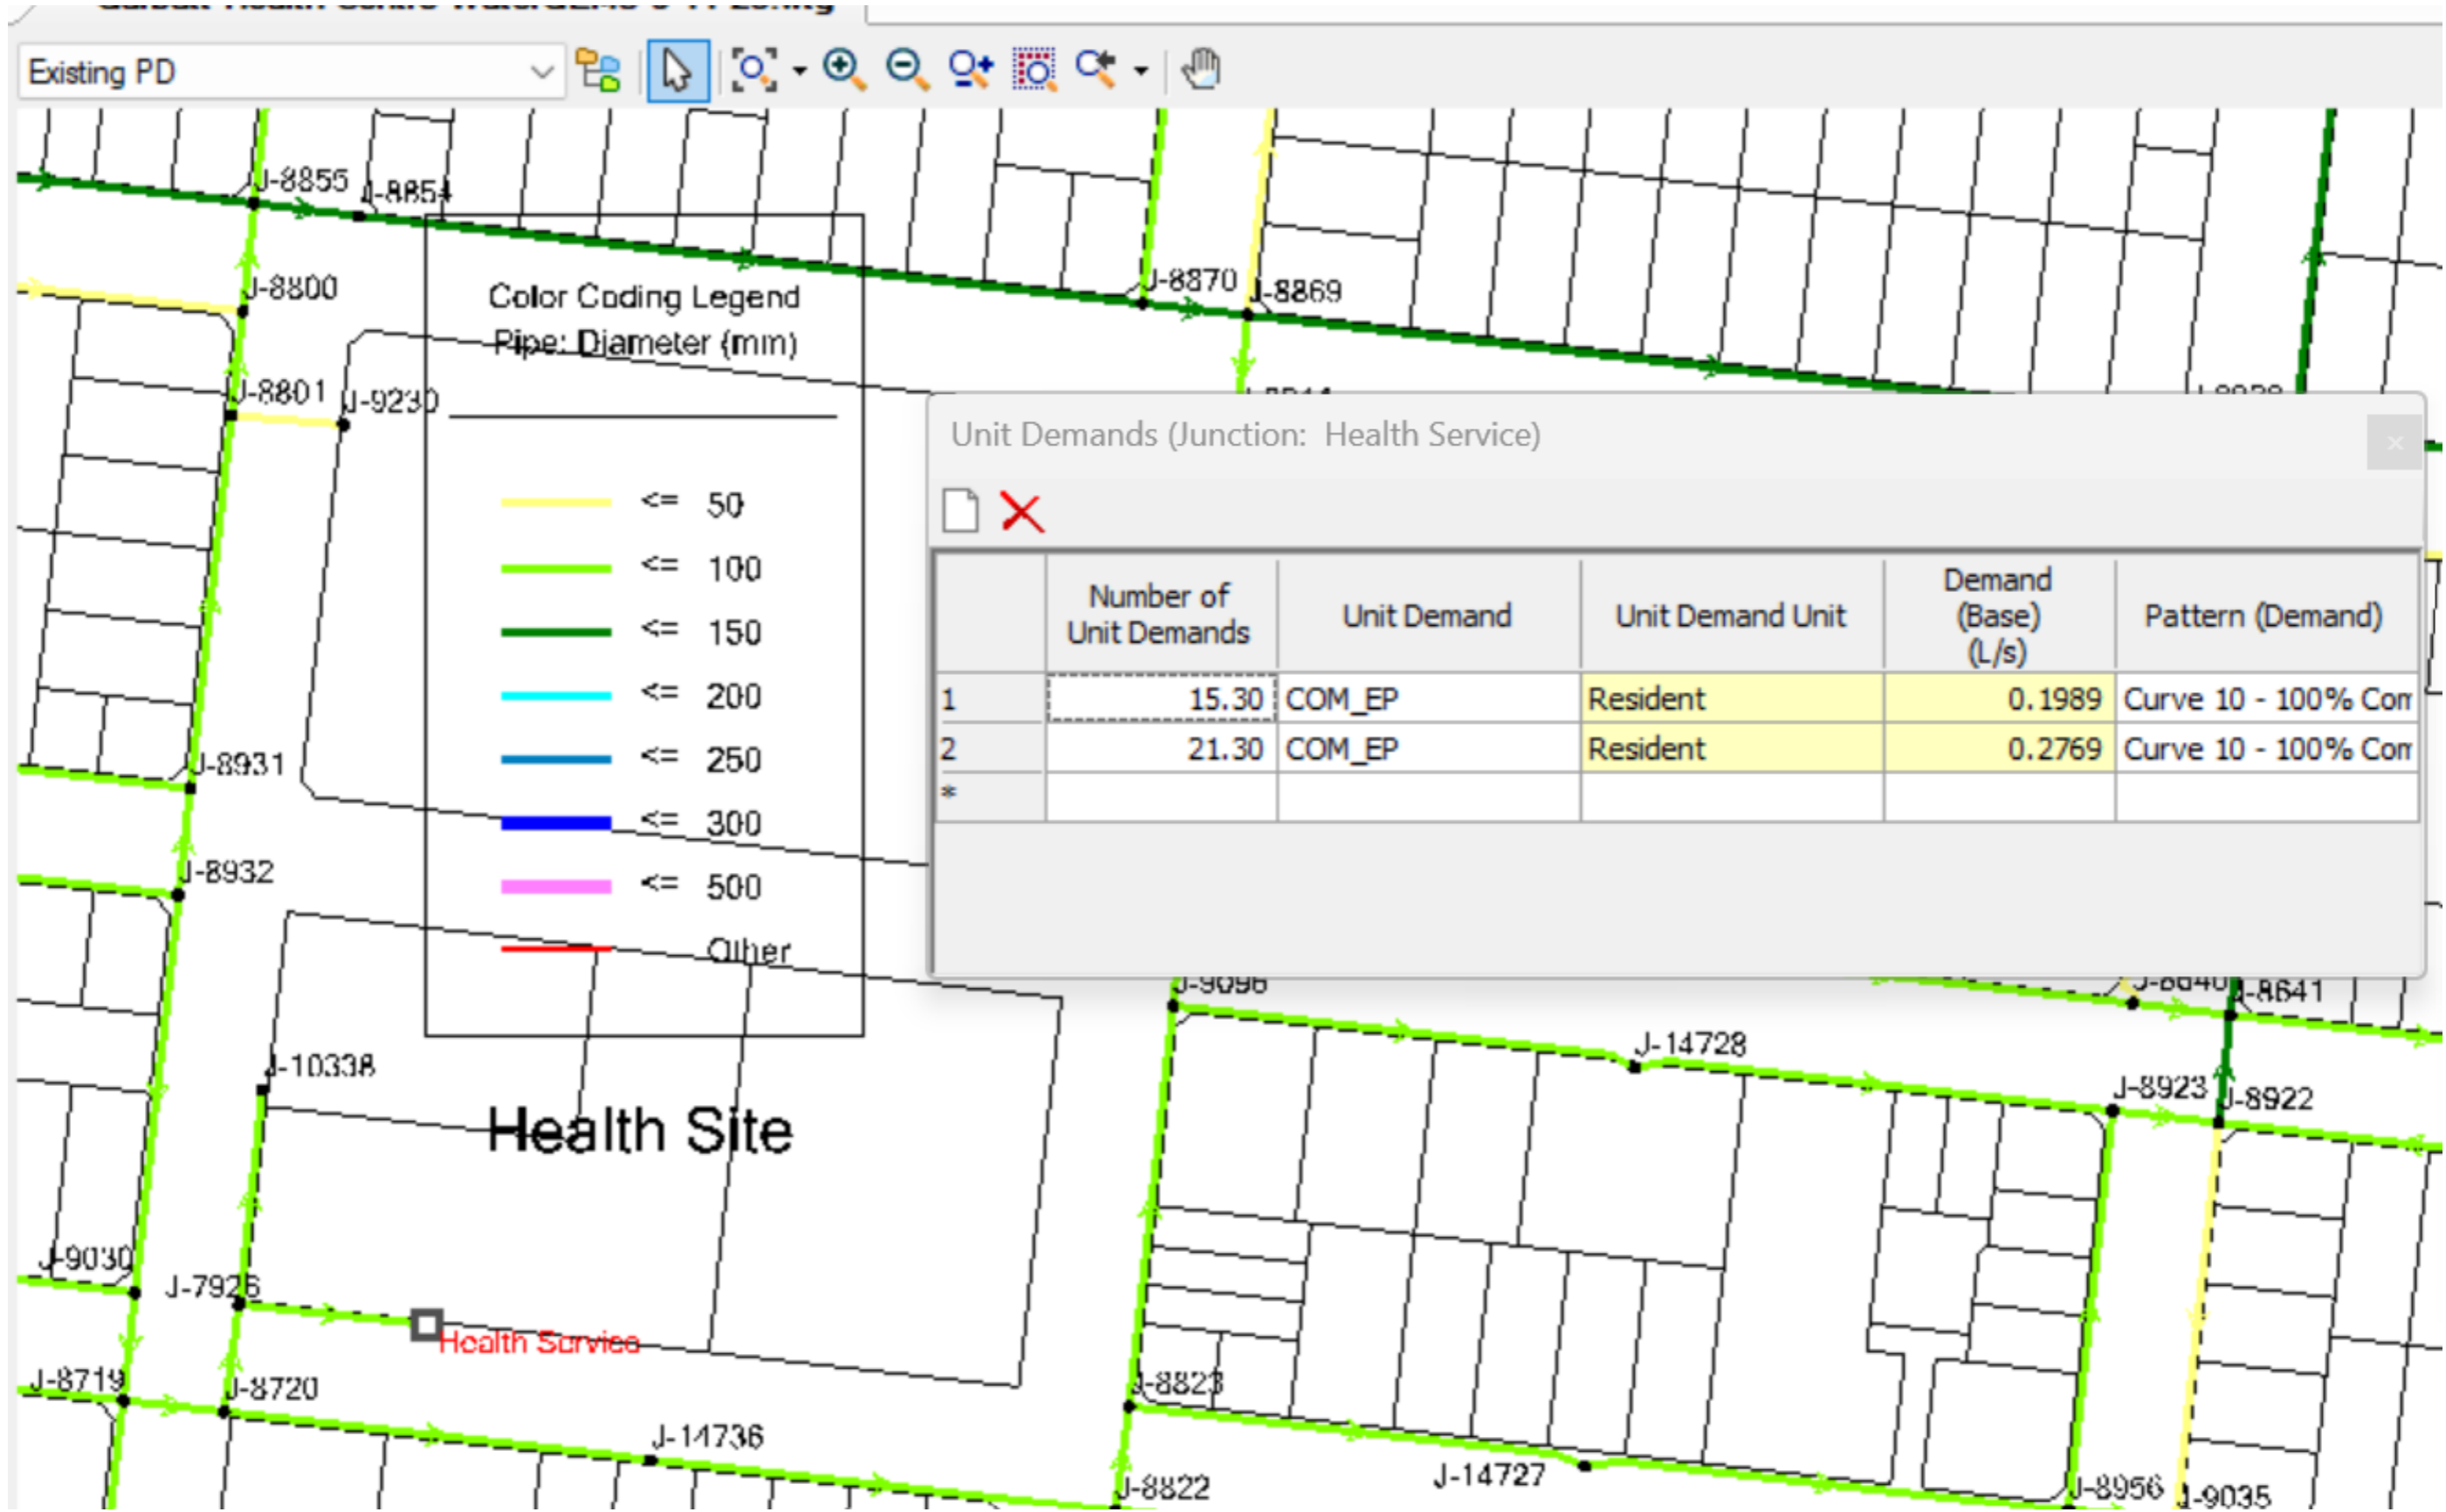 Existing PD
J-8855
J-8854
J-8800
J-8870
J-8869
Color Coding Legend
Pipe: Diameter (mm)
J-8801
J-9230
<= 50
<= 100
<= 150
<= 200
<= 250
<= 300
<= 500
Other
Unit Demands (Junction: Health Service)
Number of Unit Demands
Unit Demand
Unit Demand Unit
Demand (Base) (L/s)
Pattern (Demand)
1 15.30 COM_EP Resident 0.1989 Curve 10 - 100% Com
2 21.30 COM_EP Resident 0.2769 Curve 10 - 100% Com
*
J-8931
J-8932
J-9096
J-8640
J-8641
J-10338
J-14728
J-8923
J-8922
Health Site
J-9030
J-7926
Health Service
J-8719
J-8720
J-8823
J-14736
J-14727
J-8822
J-8956
J-9035